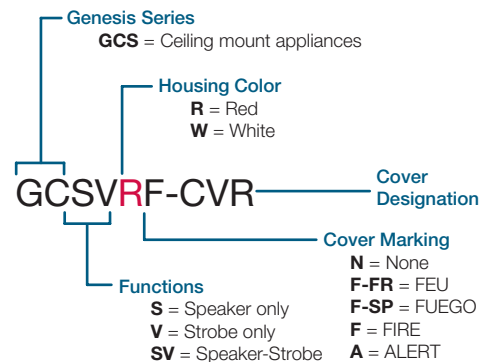 Genesis Series
GCS = Ceiling mount appliances
Housing Color
R = Red
W = White
GCSVRF-CVR
Cover
Designation
Cover Marking
N = None
F-FR = FEU
F-SP = FUEGO
F = FIRE
A = ALERT
Functions
S = Speaker only
V = Strobe only
SV = Speaker-Strobe